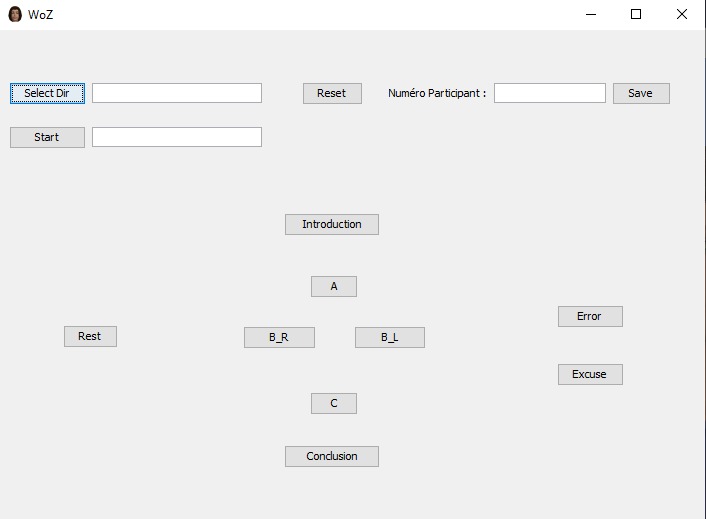 WoZ
Select Dir Reset Numéro Participant : Save
Start
Introduction
A
Error
Rest B_R B_L
Excuse
C
Conclusion